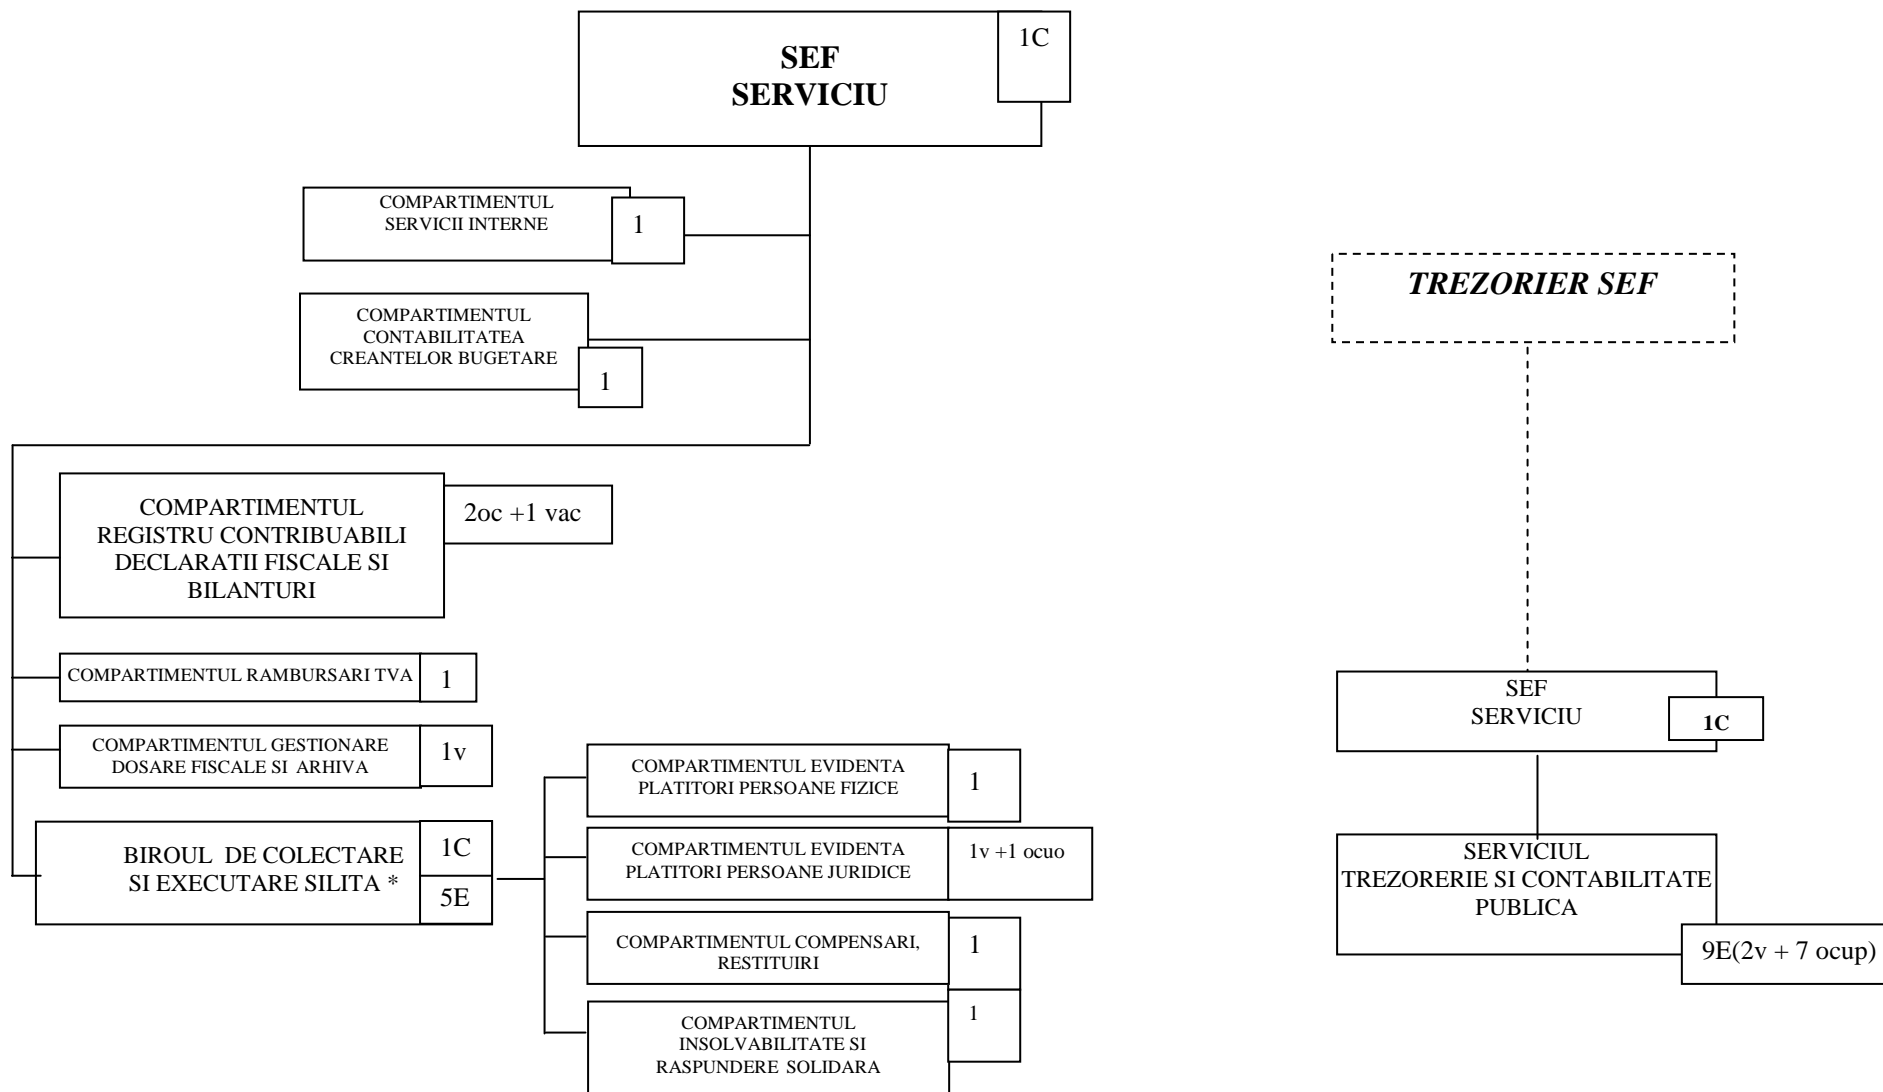 SEF
SERVICIU
1C
COMPARTIMENTUL
SERVICII INTERNE
1
COMPARTIMENTUL
CONTABILITATEA
CREANTELOR BUGETARE
1
COMPARTIMENTUL
REGISTRU CONTRIBUABILI
DECLARATII FISCALE SI
BILANTURI
2oc +1 vac
COMPARTIMENTUL RAMBURSARI TVA
1
COMPARTIMENTUL GESTIONARE
DOSARE FISCALE SI ARHIVA
1v
BIROUL DE COLECTARE
SI EXECUTARE SILITA *
1C
5E
COMPARTIMENTUL EVIDENTA
PLATITORI PERSOANE FIZICE
1
COMPARTIMENTUL EVIDENTA
PLATITORI PERSOANE JURIDICE
1v +1 ocuo
COMPARTIMENTUL COMPENSARI,
RESTITUIRI
1
COMPARTIMENTUL
INSOLVABILITATE SI
RASPUNDERE SOLIDARA
1
TREZORIER SEF
SEF
SERVICIU
1C
SERVICIUL
TREZORERIE SI CONTABILITATE
PUBLICA
9E(2v + 7 ocup)